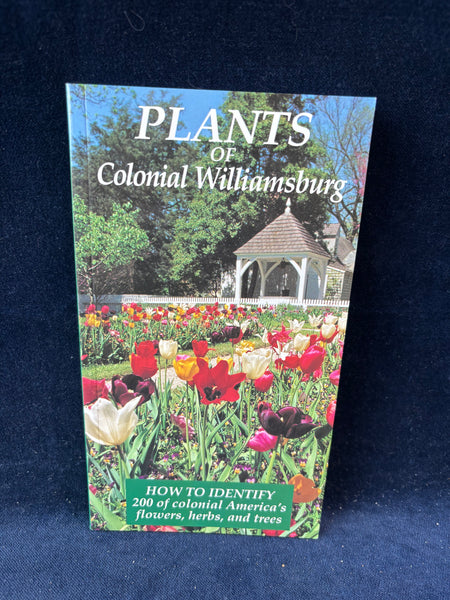 PLANTS
OF
Colonial Williamsburg
HOW TO IDENTIFY
200 of colonial America's
flowers, herbs, and trees